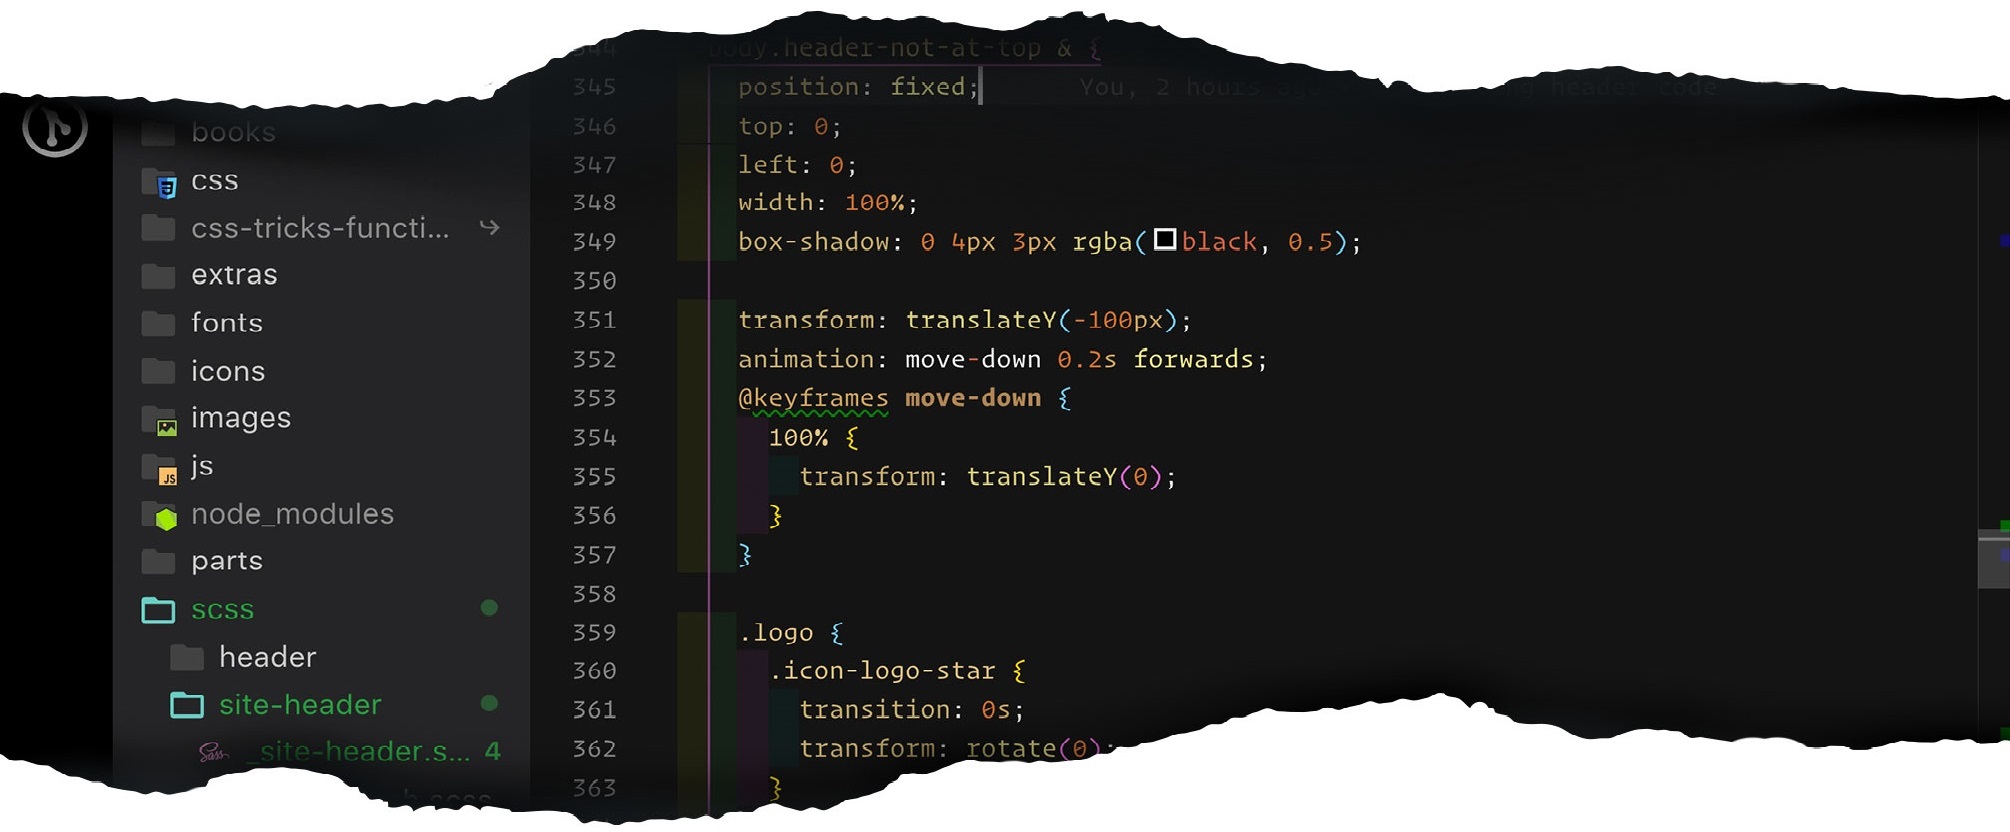 books
css
css-tricks-functi...
extras
fonts
icons
images
JS js
node_modules
parts
scss
header
site-header
Sass _site-header.s... 4
344 body.header-not-at-top & {
345 position: fixed; You, 2 hours ago header code
346 top: 0;
347 left: 0;
348 width: 100%;
349 box-shadow: 0 4px 3px rgba(black, 0.5);
350
351 transform: translateY(-100px);
352 animation: move-down 0.2s forwards;
353 @keyframes move-down {
354 100% {
355 transform: translateY(0);
356 }
357 }
358
359 .logo {
360 .icon-logo-star {
361 transition: 0s;
362 transform: rotate(0);
363 }